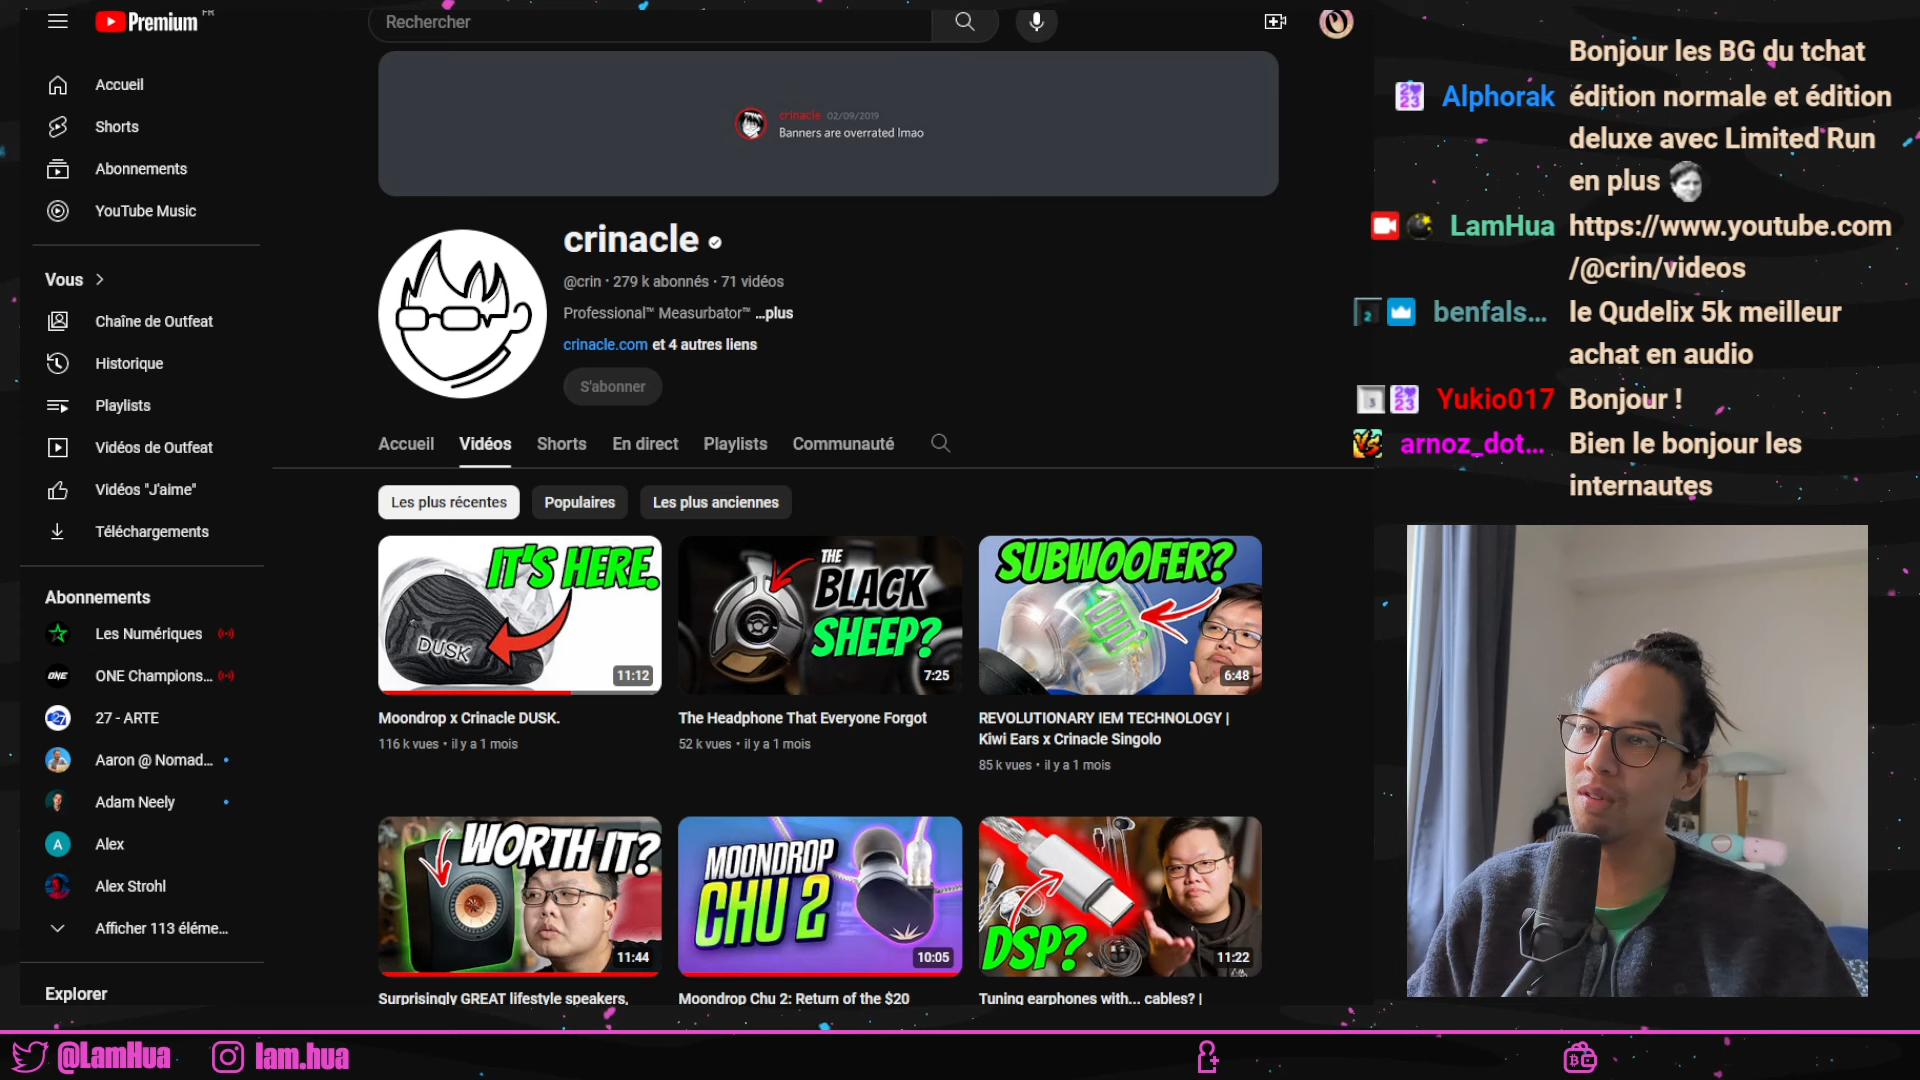 Premium FR
Rechercher
Accueil
Shorts
Abonnements
YouTube Music
Vous
Chaîne de Outfeat
Historique
Playlists
Vidéos de Outfeat
Vidéos "J'aime"
Téléchargements
Abonnements
Les Numériques
ONE Champions...
27 - ARTE
Aaron @ Nomad...
Adam Neely
A Alex
Alex Strohl
Afficher 113 éléme...
Explorer
crinacle 02/09/2019
Banners are overrated lmao
crinacle
@crin • 279 k abonnés • 71 vidéos
Professional™ Measurbator™ ...plus
crinacle.com et 4 autres liens
S'abonner
Accueil Vidéos Shorts En direct Playlists Communauté
Les plus récentes Populaires Les plus anciennes
IT'S HERE.
DUSK
11:12
Moondrop x Crinacle DUSK.
116 k vues • il y a 1 mois
THE
BLACK
SHEEP?
7:25
The Headphone That Everyone Forgot
52 k vues • il y a 1 mois
SUBWOOFER?
6:48
REVOLUTIONARY IEM TECHNOLOGY |
Kiwi Ears x Crinacle Singolo
85 k vues • il y a 1 mois
WORTH IT?
11:44
Surprisingly GREAT lifestyle speakers,
MOONDROP
CHU 2
10:05
Moondrop Chu 2: Return of the $20
DSP?
11:22
Tuning earphones with... cables? |
Bonjour les BG du tchat
Alphorak édition normale et édition
deluxe avec Limited Run
en plus
LamHua https://www.youtube.com
/@crin/videos
benfals... le Qudelix 5k meilleur
achat en audio
Yukio017 Bonjour !
arnoz_dot... Bien le bonjour les
internautes
@LamHua lam.hua